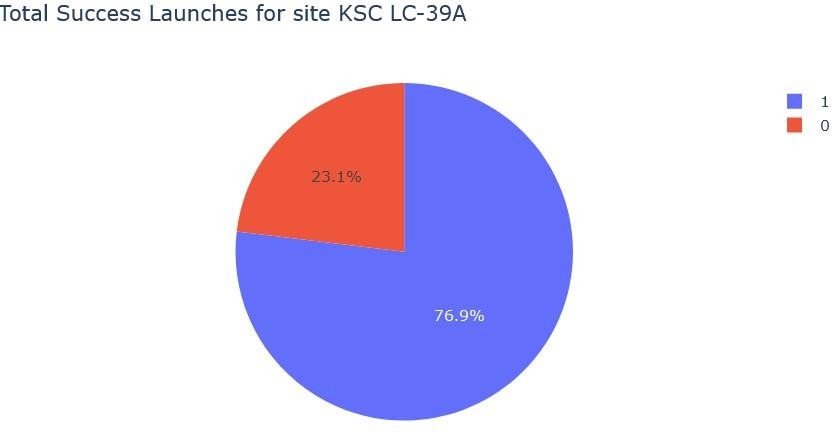 Total Success Launches for site KSC LC-39A
1
0
23.1%
76.9%